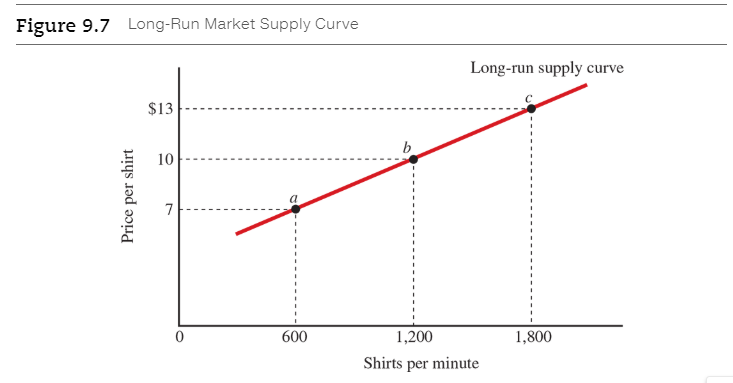 Figure 9.7 Long-Run Market Supply Curve
Long-run supply curve
$13
c
10
b
7
a
Price per shirt
0
600
1,200
1,800
Shirts per minute